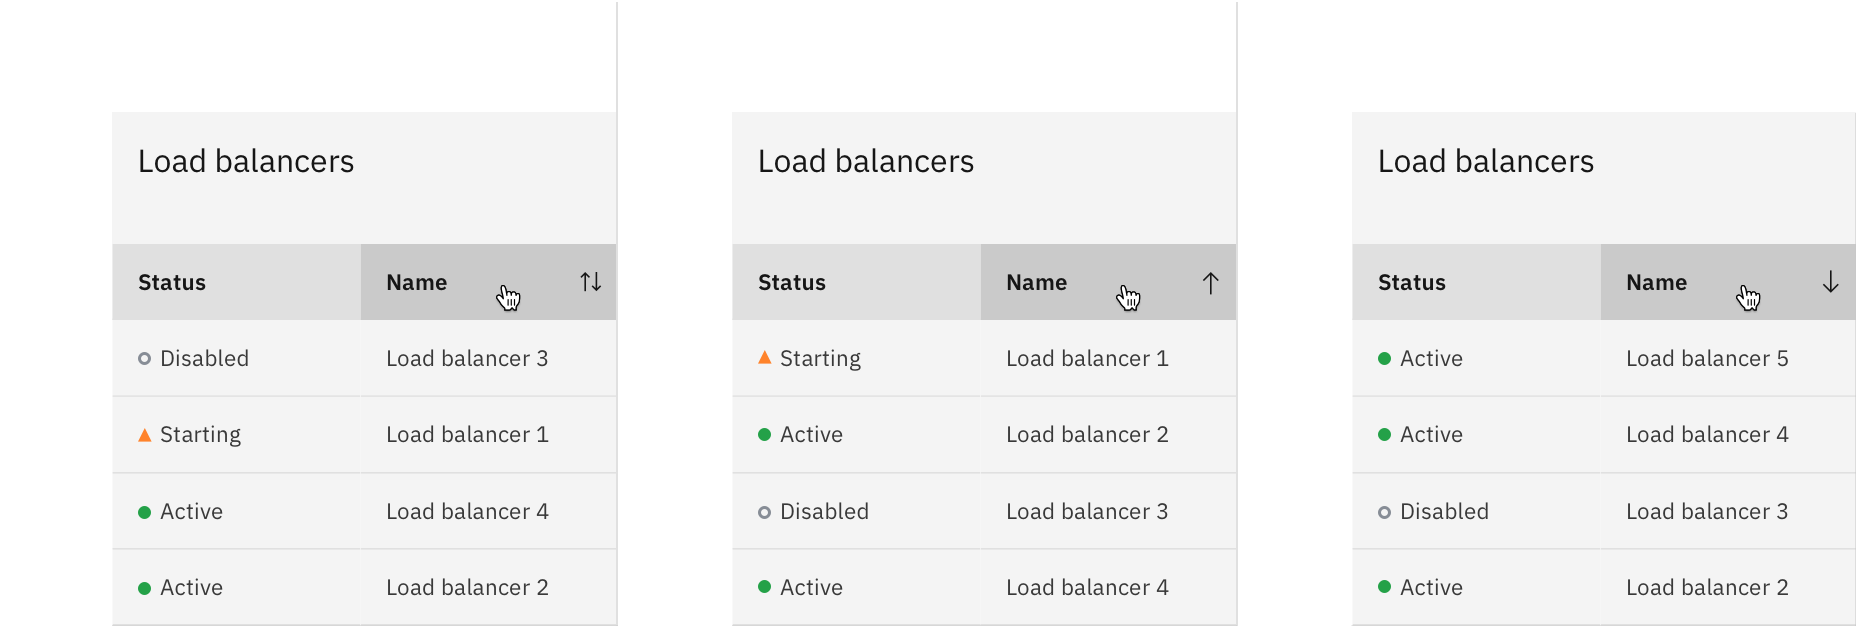 Load balancers
Status Name
Disabled Load balancer 3
Starting Load balancer 1
Active Load balancer 4
Active Load balancer 2
Load balancers
Status Name
Starting Load balancer 1
Active Load balancer 2
Disabled Load balancer 3
Active Load balancer 4
Load balancers
Status Name
Active Load balancer 5
Active Load balancer 4
Disabled Load balancer 3
Active Load balancer 2